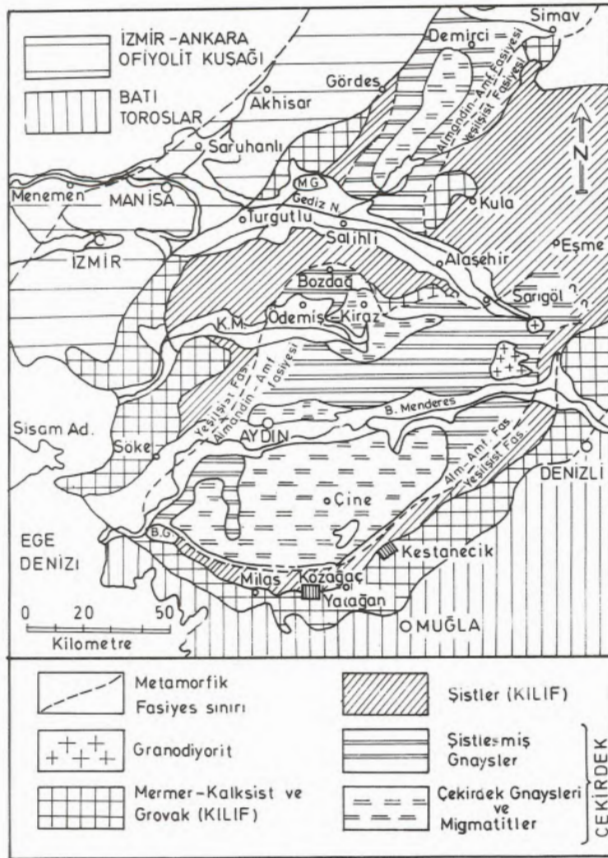 İZMİR-ANKARA
OFİYOLİT KUŞAĞI
BATI
TOROSLAR
Simav
Demirci
Gördes
Akhisar
Almandin-Amf Fasiyesi
Yeşilşist Fasiyesi
Saruhanlı
N
Menemen
MANİSA
M.G.
Gediz N.
Turgutlu
Kula
Salihli
İZMİR
Eşme
Alaşehir
Bozdağ
Sarıgöl
? ?
K.M.
Ödemiş
Kiraz
Yeşilşist Fas.
Almandin-Amf.
Fasiyesi
Sisam Ad.
B. Menderes
AYDIN
Söke
Alm-Amf. Fas
Yeşilşist Fas.
DENİZLİ
Çine
EGE
DENİZİ
B.G.
Kestanecik
Milas
Kozağaç
Yatağan
0 20 50
Kilometre
MUĞLA
Metamorfik
Fasiyes sınırı
Şistler (KILIF)
Granodiyorit
Şistleşmiş
Gnayslar
Mermer-Kalksist ve
Grovak (KILIF)
Çekirdek Gnaysleri
ve
Migmatitler
ÇEKİRDEK